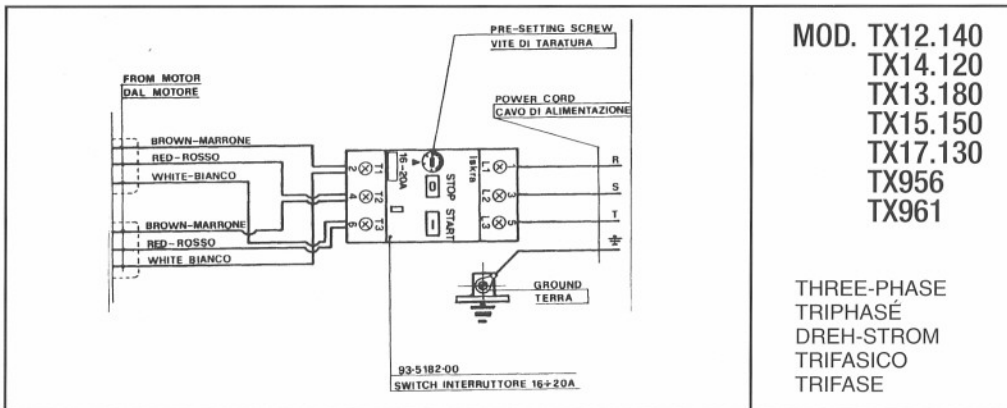 PRE-SETTING SCREW
VITE DI TARATURA
FROM MOTOR
DAL MOTORE
POWER CORD
CAVO DI ALIMENTAZIONE
BROWN-MARRONE
RED-ROSSO
WHITE-BIANCO
BROWN-MARRONE
RED-ROSSO
WHITE BIANCO
2 T1
4 T2
6 T3
16-20A
STOP
0
START
I
Iskra
L1 1
L2 3
L3 5
R
S
T
GROUND
TERRA
93-5182-00
SWITCH INTERRUTTORE 16÷20A
MOD. TX12.140
TX14.120
TX13.180
TX15.150
TX17.130
TX956
TX961
THREE-PHASE
TRIPHASÉ
DREH-STROM
TRIFASICO
TRIFASE